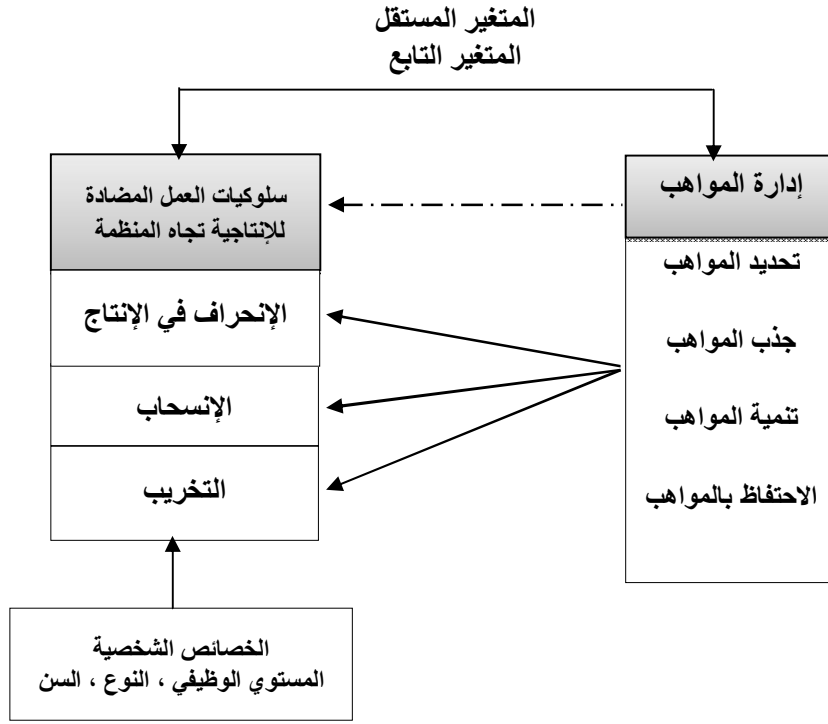 المتغير المستقل
المتغير التابع
إدارة المواهب
تحديد المواهب
جذب المواهب
تنمية المواهب
الاحتفاظ بالمواهب
سلوكيات العمل المضادة
للإنتاجية تجاه المنظمة
الإنحراف في الإنتاج
الإنسحاب
التخريب
الخصائص الشخصية
المستوي الوظيفي ، النوع ، السن